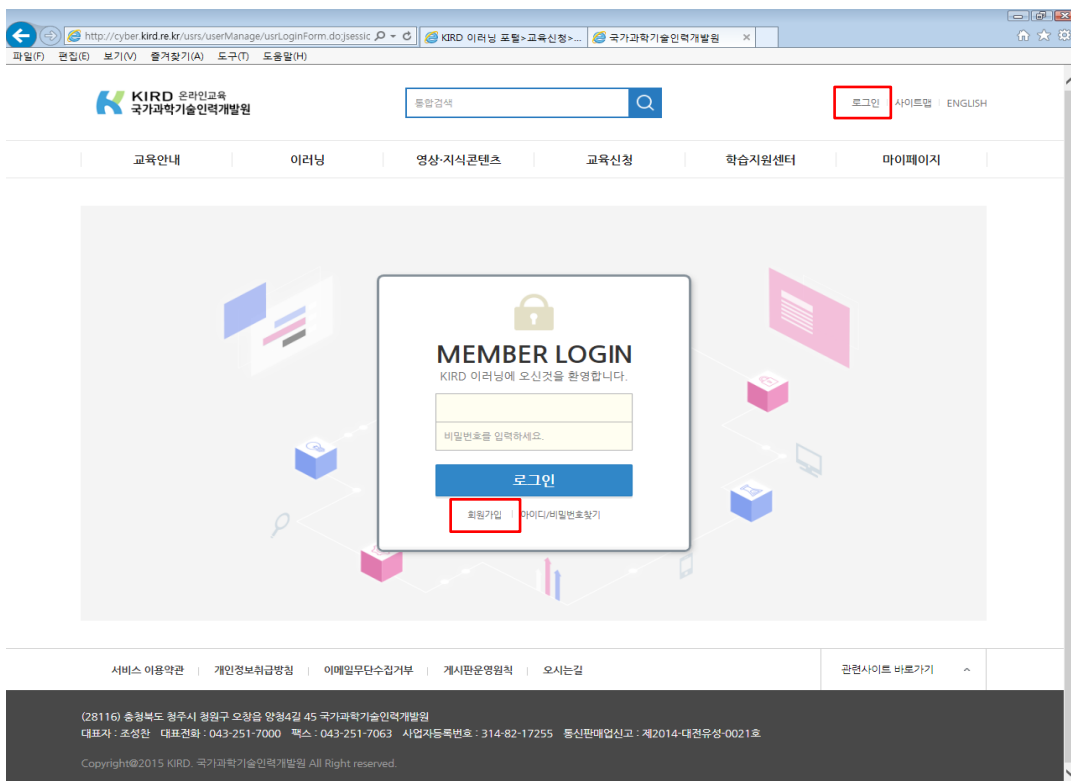 http://cyber.kird.re.kr/usrs/userManage/usrLoginForm.do;jsessic
KIRD 이러닝 포털>교육신청>...
국가과학기술인력개발원
파일(F) 편집(E) 보기(V) 즐겨찾기(A) 도구(T) 도움말(H)
KIRD 온라인교육
국가과학기술인력개발원
통합검색
로그인 사이트맵 ENGLISH
교육안내 이러닝 영상·지식콘텐츠 교육신청 학습지원센터 마이페이지
MEMBER LOGIN
KIRD 이러닝에 오신것을 환영합니다.
비밀번호를 입력하세요.
로그인
회원가입 아이디/비밀번호찾기
서비스 이용약관 개인정보취급방침 이메일무단수집거부 게시판운영원칙 오시는길
관련사이트 바로가기
(28116) 충청북도 청주시 청원구 오창읍 양청4길 45 국가과학기술인력개발원
대표자 : 조성찬 대표전화 : 043-251-7000 팩스 : 043-251-7063 사업자등록번호 : 314-82-17255 통신판매업신고 : 제2014-대전유성-0021호
Copyright@2015 KIRD. 국가과학기술인력개발원 All Right reserved.